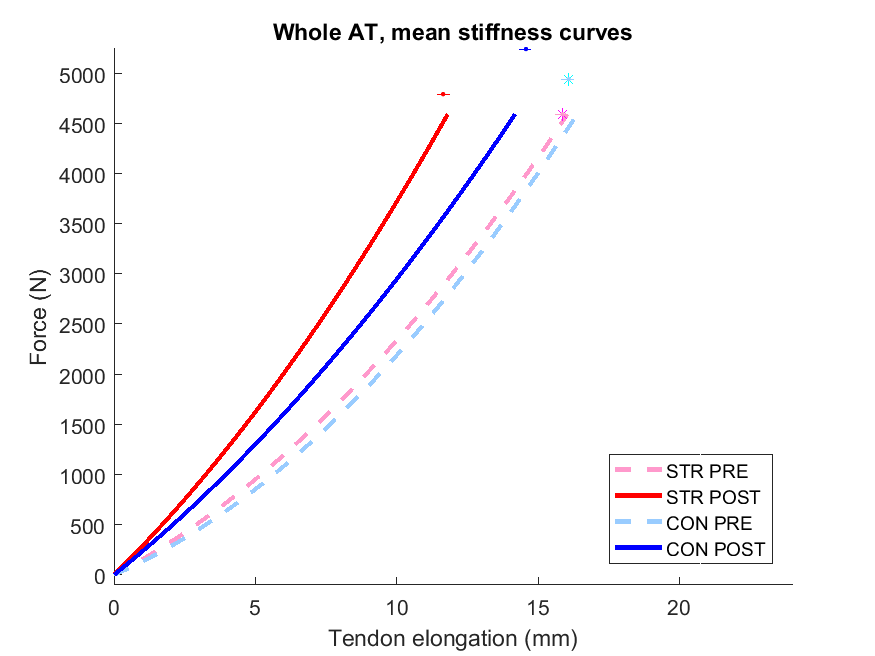 Whole AT, mean stiffness curves
Force (N)
5000
4500
4000
3500
3000
2500
2000
1500
1000
500
0
0 5 10 15 20
Tendon elongation (mm)
STR PRE
STR POST
CON PRE
CON POST